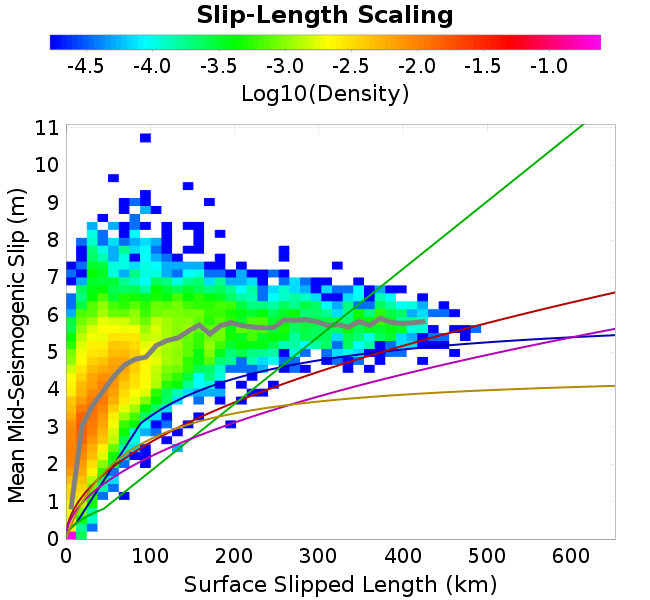 Slip-Length Scaling
-4.5 -4.0 -3.5 -3.0 -2.5 -2.0 -1.5 -1.0
Log10(Density)
Mean Mid-Seismogenic Slip (m)
11
10
9
8
7
6
5
4
3
2
1
0
0 100 200 300 400 500 600
Surface Slipped Length (km)